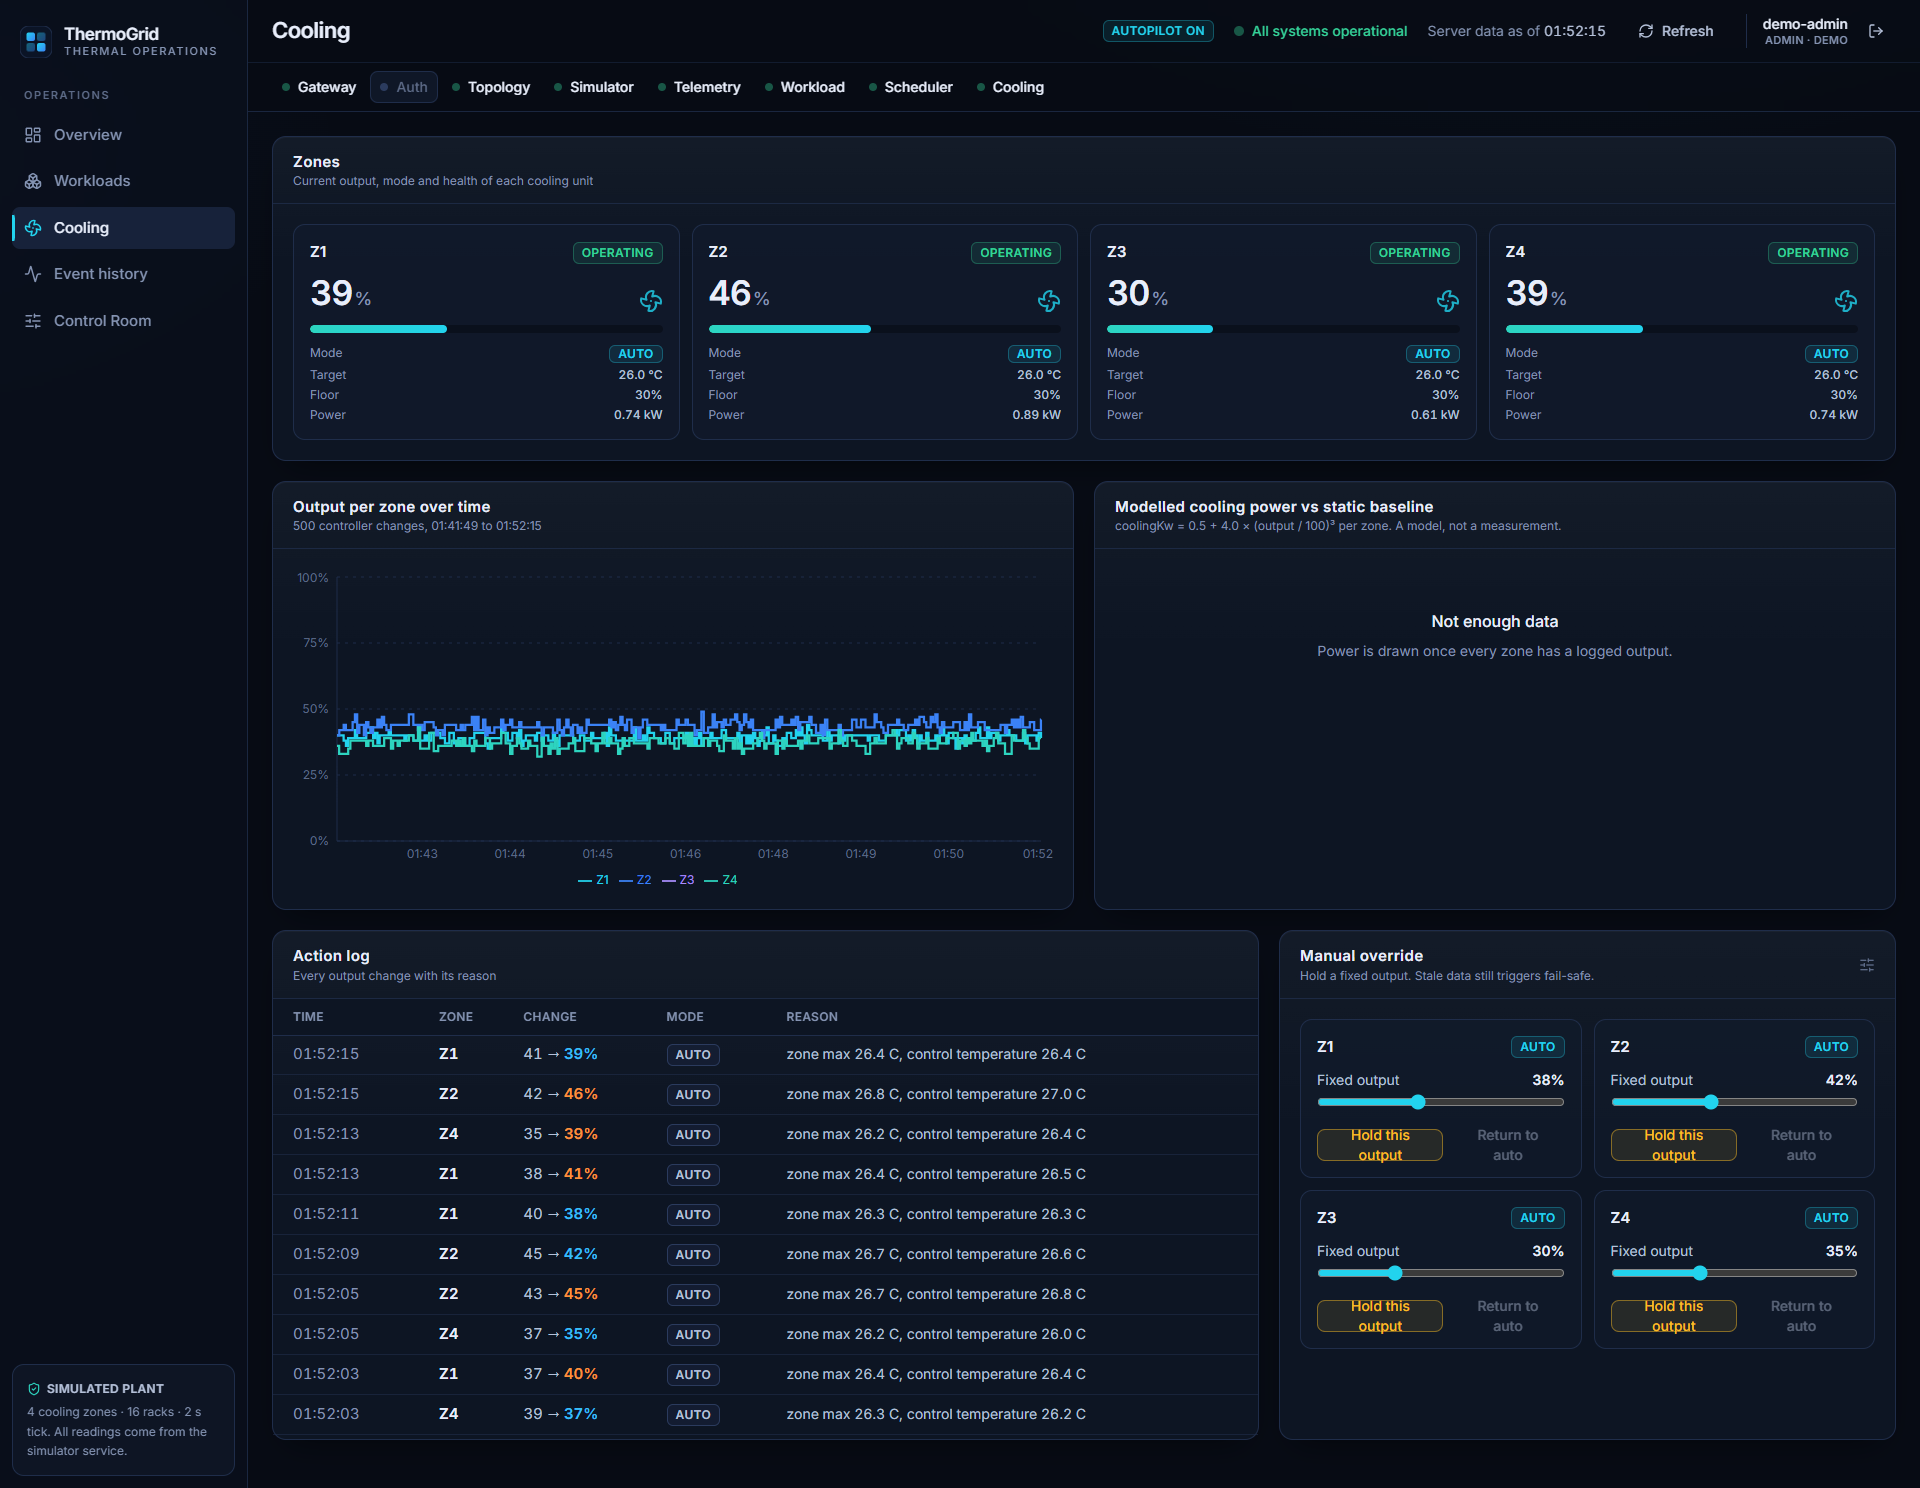 ThermoGrid
THERMAL OPERATIONS
OPERATIONS
Overview
Workloads
Cooling
Event history
Control Room
SIMULATED PLANT
4 cooling zones · 16 racks · 2 s
tick. All readings come from the
simulator service.
Cooling
AUTOPILOT ON
All systems operational
Server data as of 01:52:15
Refresh
demo-admin
ADMIN · DEMO
Gateway Auth Topology Simulator Telemetry Workload Scheduler Cooling
Zones
Current output, mode and health of each cooling unit
Z1 OPERATING
39%
Mode AUTO
Target 26.0 °C
Floor 30%
Power 0.74 kW
Z2 OPERATING
46%
Mode AUTO
Target 26.0 °C
Floor 30%
Power 0.89 kW
Z3 OPERATING
30%
Mode AUTO
Target 26.0 °C
Floor 30%
Power 0.61 kW
Z4 OPERATING
39%
Mode AUTO
Target 26.0 °C
Floor 30%
Power 0.74 kW
Output per zone over time
500 controller changes, 01:41:49 to 01:52:15
100%
75%
50%
25%
0%
01:43 01:44 01:45 01:46 01:48 01:49 01:50 01:52
Z1 Z2 Z3 Z4
Modelled cooling power vs static baseline
coolingKw = 0.5 + 4.0 × (output / 100)³ per zone. A model, not a measurement.
Not enough data
Power is drawn once every zone has a logged output.
Action log
Every output change with its reason
TIME ZONE CHANGE MODE REASON
01:52:15 Z1 41 → 39% AUTO zone max 26.4 C, control temperature 26.4 C
01:52:15 Z2 42 → 46% AUTO zone max 26.8 C, control temperature 27.0 C
01:52:13 Z4 35 → 39% AUTO zone max 26.2 C, control temperature 26.4 C
01:52:13 Z1 38 → 41% AUTO zone max 26.4 C, control temperature 26.5 C
01:52:11 Z1 40 → 38% AUTO zone max 26.3 C, control temperature 26.3 C
01:52:09 Z2 45 → 42% AUTO zone max 26.7 C, control temperature 26.6 C
01:52:05 Z2 43 → 45% AUTO zone max 26.7 C, control temperature 26.8 C
01:52:05 Z4 37 → 35% AUTO zone max 26.2 C, control temperature 26.0 C
01:52:03 Z1 37 → 40% AUTO zone max 26.4 C, control temperature 26.4 C
01:52:03 Z4 39 → 37% AUTO zone max 26.3 C, control temperature 26.2 C
Manual override
Hold a fixed output. Stale data still triggers fail-safe.
Z1 AUTO
Fixed output 38%
Hold this
output
Return to
auto
Z2 AUTO
Fixed output 42%
Hold this
output
Return to
auto
Z3 AUTO
Fixed output 30%
Hold this
output
Return to
auto
Z4 AUTO
Fixed output 35%
Hold this
output
Return to
auto